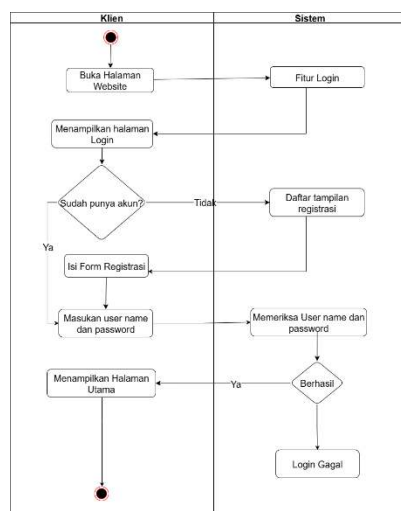 Klien
Sistem
Buka Halaman
Website
Fitur Login
Menampilkan halaman
Login
Sudah punya akun?
Tidak
Daftar tampilan
registrasi
Ya
Isi Form Registrasi
Masukan user name
dan password
Memeriksa User name dan
password
Menampilkan Halaman
Utama
Ya
Berhasil
Login Gagal